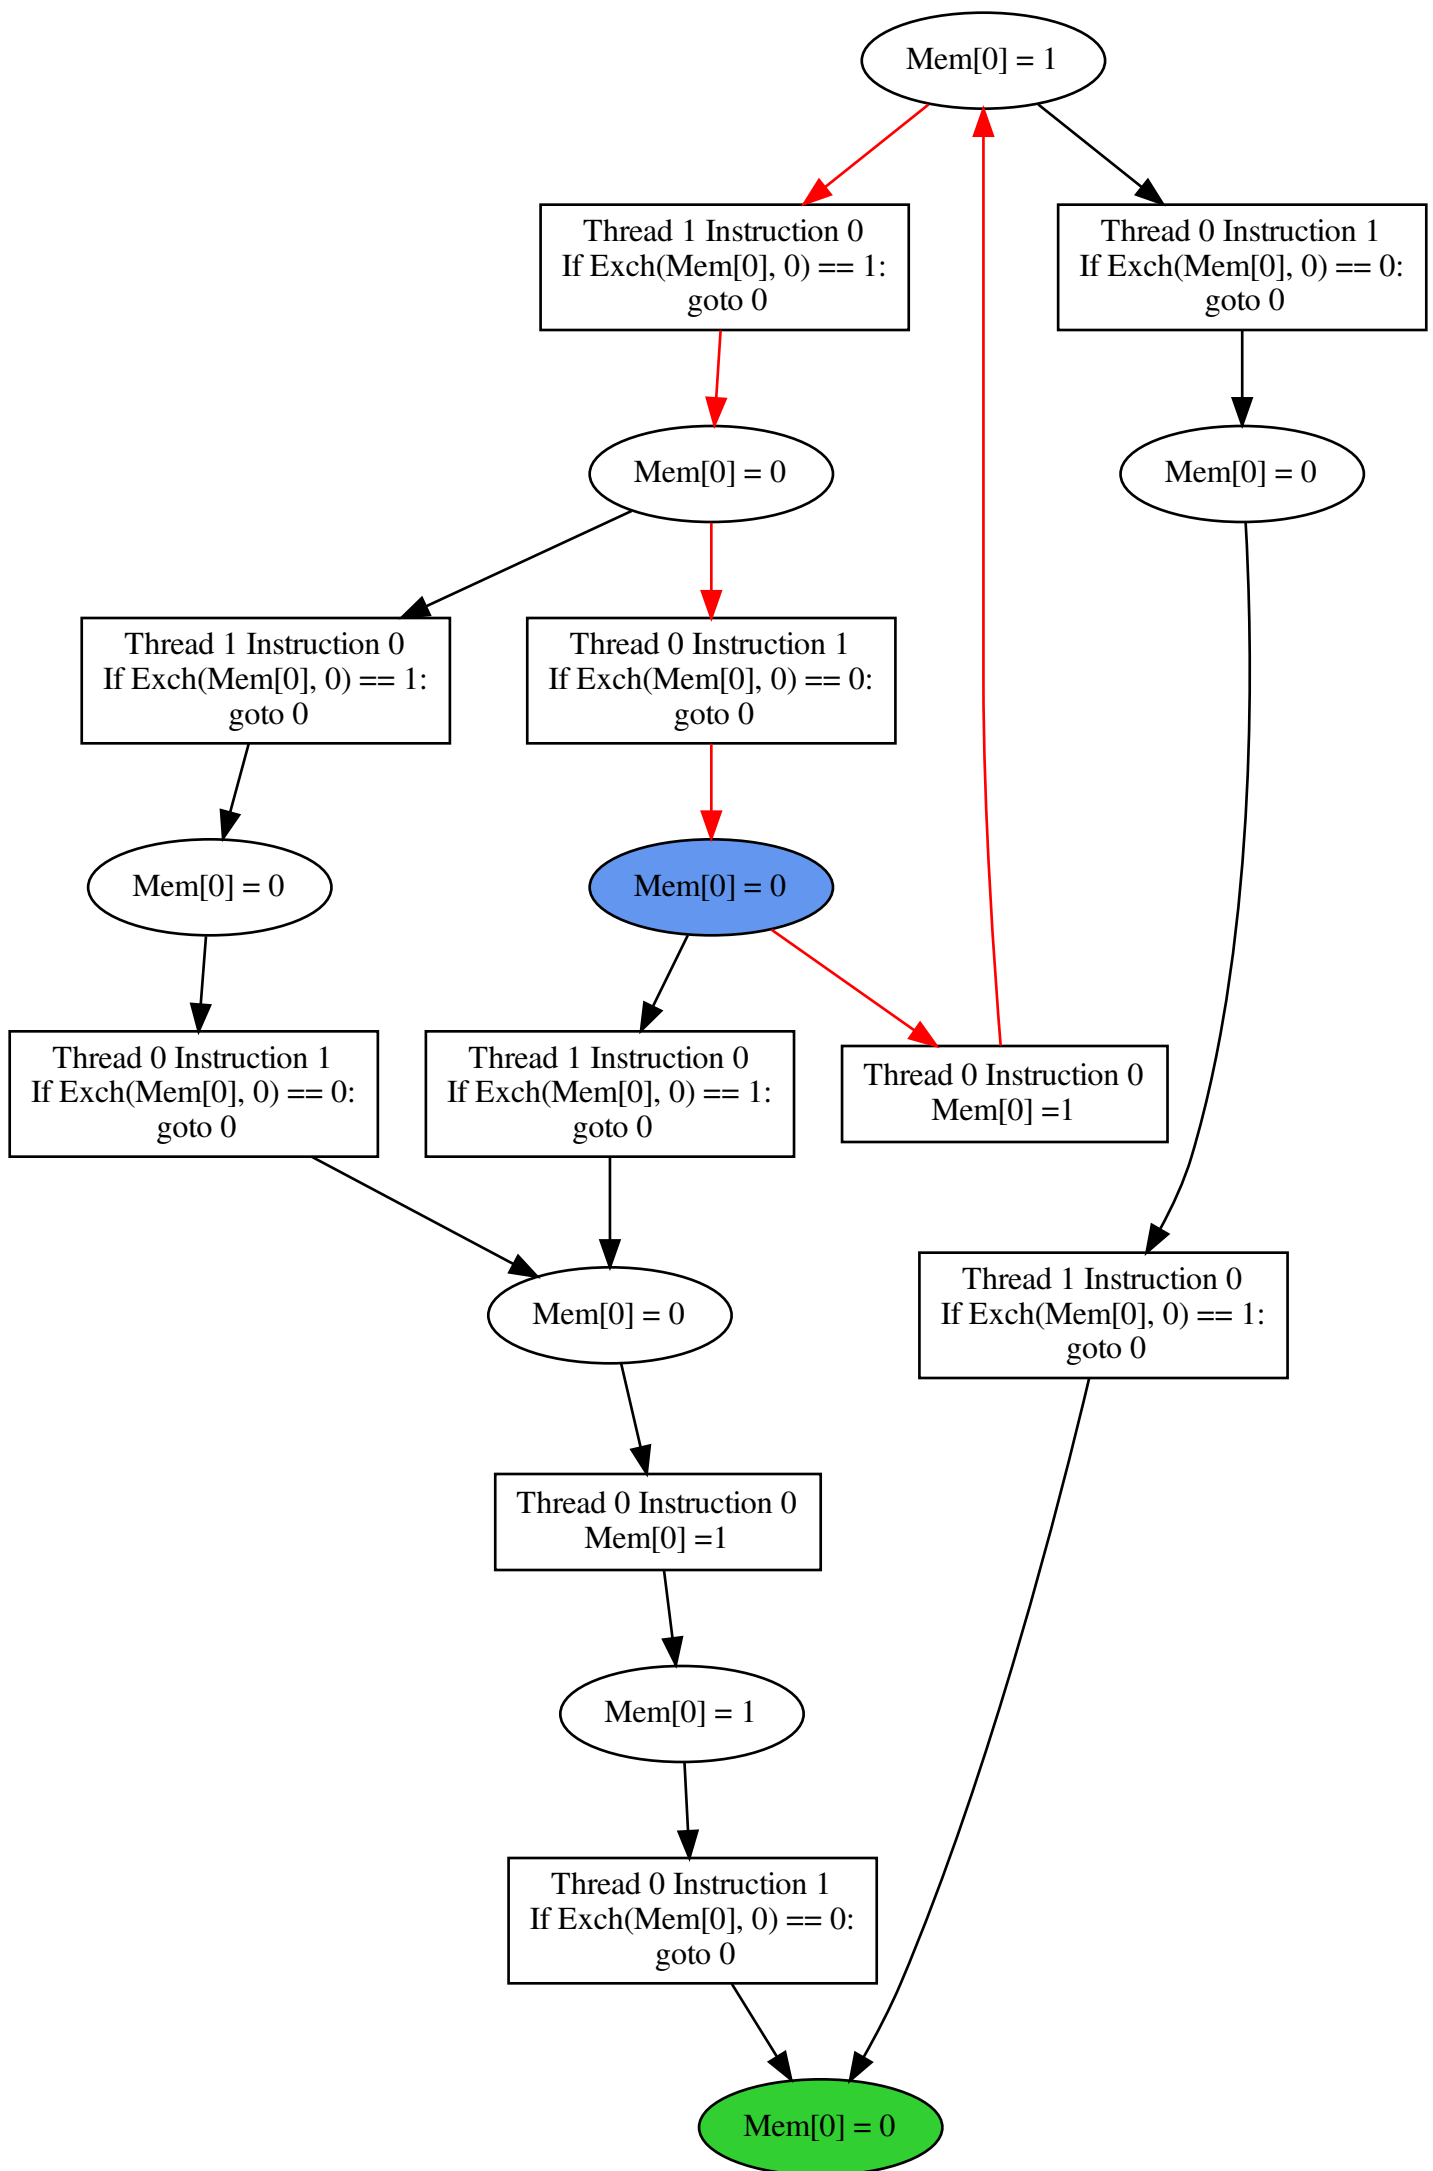 Mem[0] = 1
Thread 1 Instruction 0
If Exch(Mem[0], 0) == 1:
goto 0
Thread 0 Instruction 1
If Exch(Mem[0], 0) == 0:
goto 0
Mem[0] = 0
Mem[0] = 0
Thread 1 Instruction 0
If Exch(Mem[0], 0) == 1:
goto 0
Thread 0 Instruction 1
If Exch(Mem[0], 0) == 0:
goto 0
Mem[0] = 0
Mem[0] = 0
Thread 0 Instruction 1
If Exch(Mem[0], 0) == 0:
goto 0
Thread 1 Instruction 0
If Exch(Mem[0], 0) == 1:
goto 0
Thread 0 Instruction 0
Mem[0] =1
Mem[0] = 0
Thread 1 Instruction 0
If Exch(Mem[0], 0) == 1:
goto 0
Thread 0 Instruction 0
Mem[0] =1
Mem[0] = 1
Thread 0 Instruction 1
If Exch(Mem[0], 0) == 0:
goto 0
Mem[0] = 0